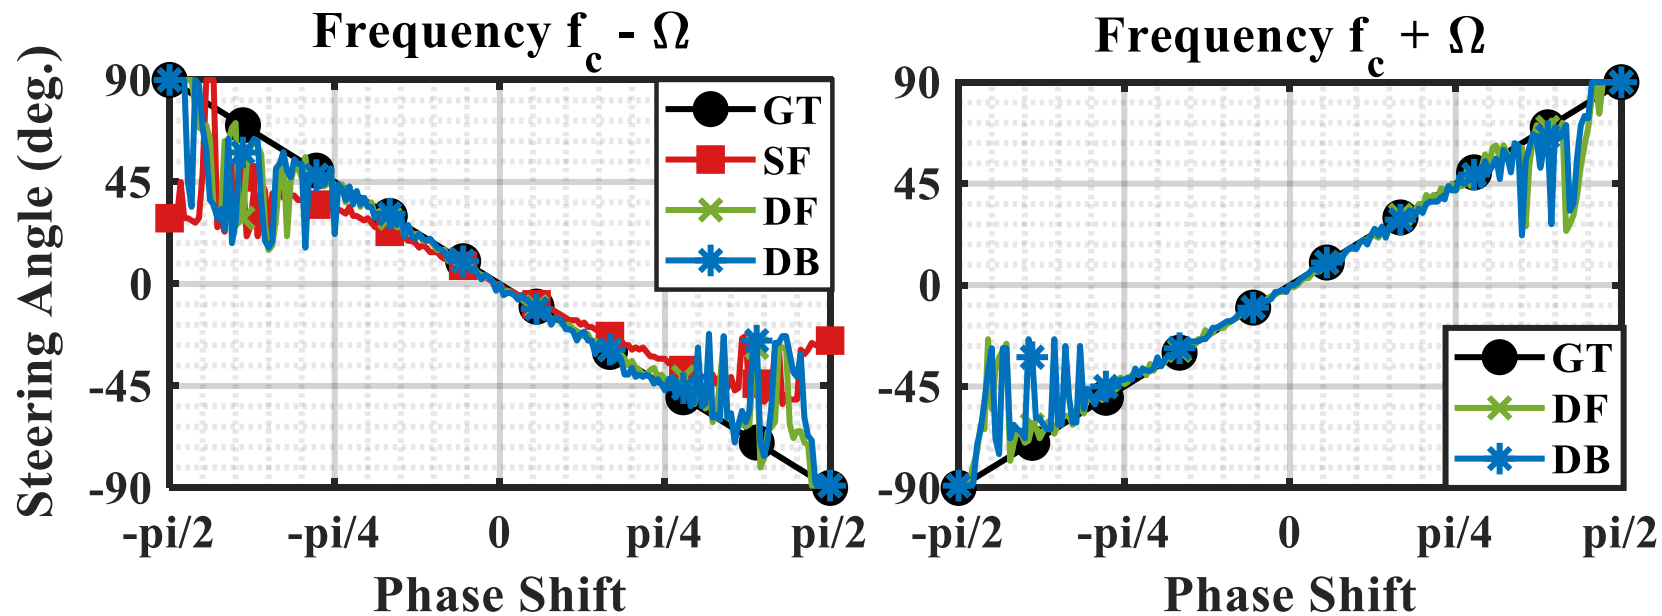 Frequency f_c - Ω
Steering Angle (deg.)
90
45
0
-45
-90
GT
SF
DF
DB
-pi/2
-pi/4
0
pi/4
pi/2
Phase Shift
Frequency f_c + Ω
90
45
0
-45
-90
GT
DF
DB
-pi/2
-pi/4
0
pi/4
pi/2
Phase Shift